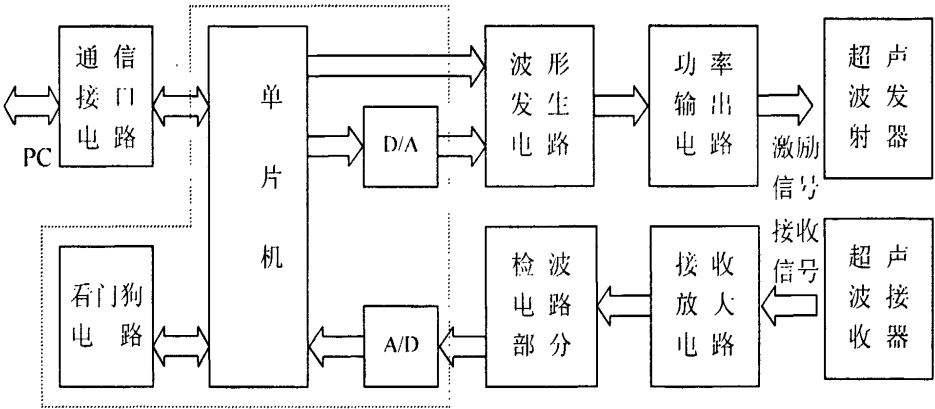 通信
接口
电路
PC
单
片
机
D/A
波形
发生
电路
功率
输出
电路
激励
信号
超声
波发
射器
看门狗
电路
A/D
检波
电路
部分
接收
放大
电路
接收
信号
超声
波接
收器